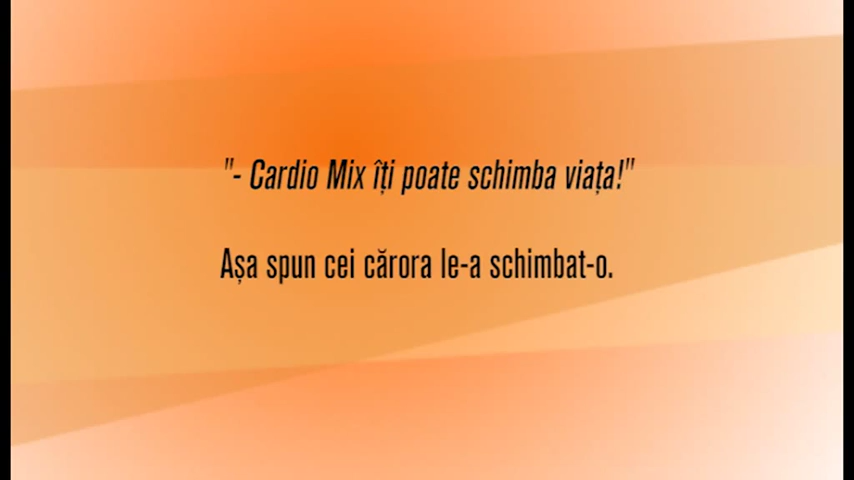 "- Cardio Mix îți poate schimba viața!"
Așa spun cei cărora le-a schimbat-o.